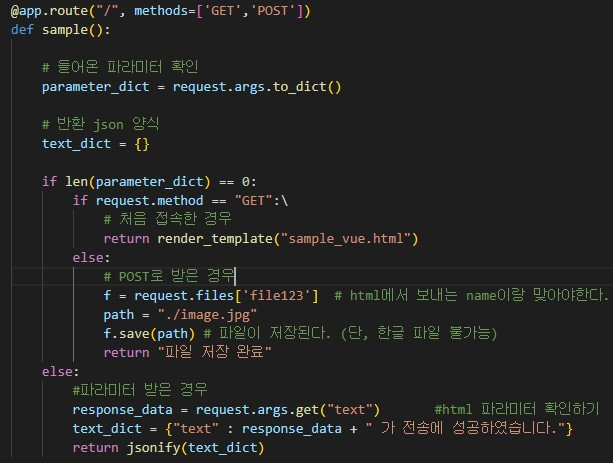 @app.route("/", methods=['GET','POST'])
def sample():
# 들어온 파라미터 확인
parameter_dict = request.args.to_dict()
# 반환 json 양식
text_dict = {}
if len(parameter_dict) == 0:
if request.method == "GET":\
# 처음 접속한 경우
return render_template("sample_vue.html")
else:
# POST로 받은 경우
f = request.files['file123'] # html에서 보내는 name이랑 맞아야한다.
path = "./image.jpg"
f.save(path) # 파일이 저장된다. (단, 한글 파일 불가능)
return "파일 저장 완료"
else:
#파라미터 받은 경우
response_data = request.args.get("text") #html 파라미터 확인하기
text_dict = {"text" : response_data + " 가 전송에 성공하였습니다."}
return jsonify(text_dict)